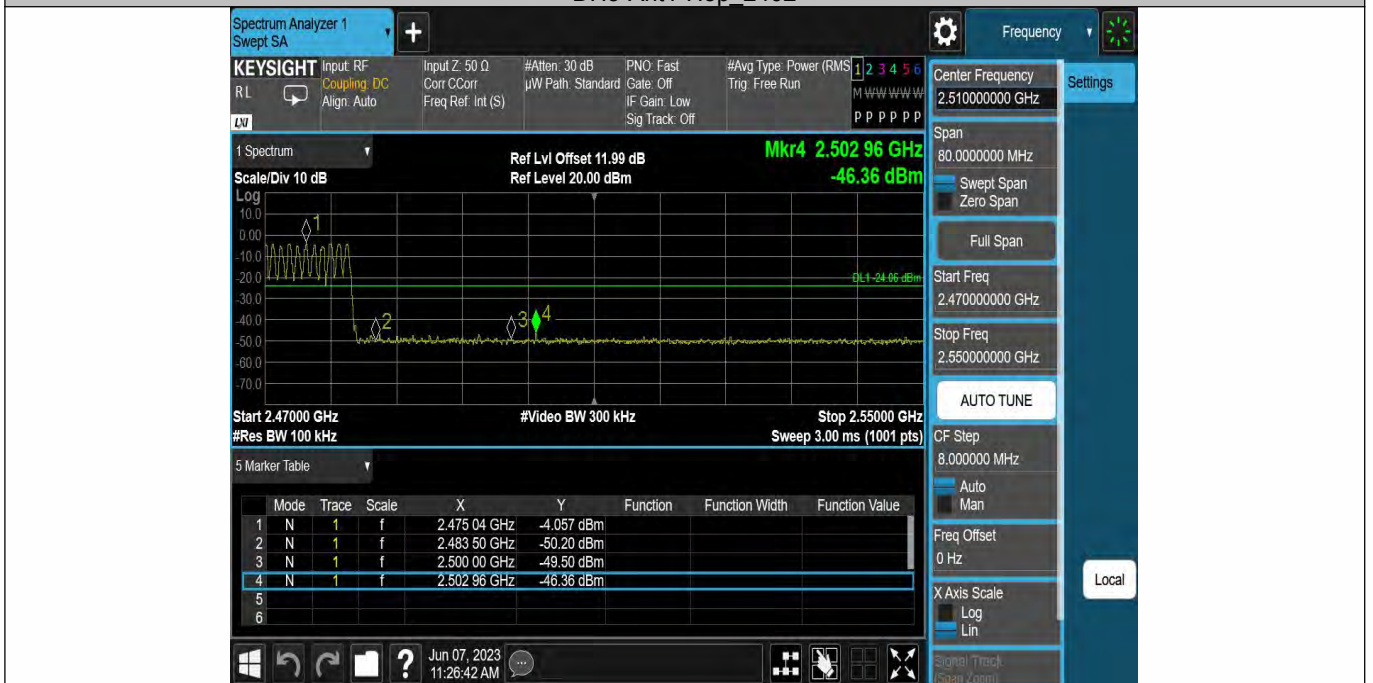 Spectrum Analyzer 1
Swept SA
+
Frequency
KEYSIGHT
RL
LXI
Input: RF
Coupling: DC
Align: Auto
Input Z: 50 Ω
Corr CCorr
Freq Ref: Int (S)
#Atten: 30 dB
µW Path: Standard
PNO: Fast
Gate: Off
IF Gain: Low
Sig Track: Off
#Avg Type: Power (RMS
Trig: Free Run
1 2 3 4 5 6
M W W W W W
P P P P P P
Center Frequency
2.510000000 GHz
Settings
1 Spectrum
Scale/Div 10 dB
Ref Lvl Offset 11.99 dB
Ref Level 20.00 dBm
Mkr4 2.502 96 GHz
-46.36 dBm
Log
10.0
0.00
-10.0
-20.0
-30.0
-40.0
-50.0
-60.0
-70.0
1
2
3
4
DL1 -24.06 dBm
Start 2.47000 GHz
#Res BW 100 kHz
#Video BW 300 kHz
Stop 2.55000 GHz
Sweep 3.00 ms (1001 pts)
Span
80.0000000 MHz
Swept Span
Zero Span
Full Span
Start Freq
2.470000000 GHz
Stop Freq
2.550000000 GHz
AUTO TUNE
CF Step
8.000000 MHz
Auto
Man
Freq Offset
0 Hz
X Axis Scale
Log
Lin
Signal Track
(Span Zoom)
Local
5 Marker Table
Mode Trace Scale X Y Function Function Width Function Value
1 N 1 f 2.475 04 GHz -4.057 dBm
2 N 1 f 2.483 50 GHz -50.20 dBm
3 N 1 f 2.500 00 GHz -49.50 dBm
4 N 1 f 2.502 96 GHz -46.36 dBm
5
6
?
Jun 07, 2023
11:26:42 AM